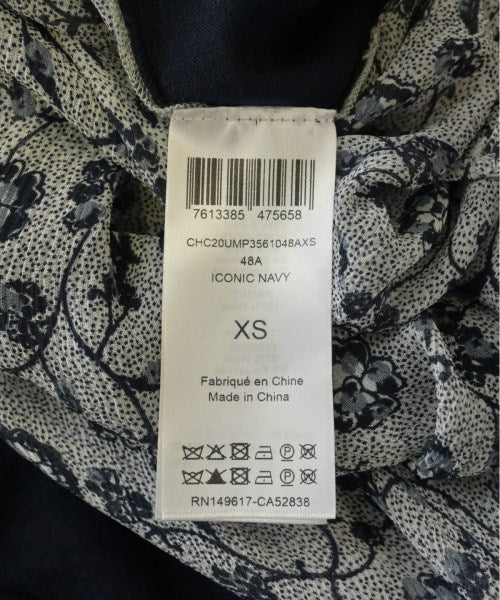 7613385 475658
CHC20UMP3561048AXS
48A
ICONIC NAVY
XS
Fabriqué en Chine
Made in China
RN149617-CA52838